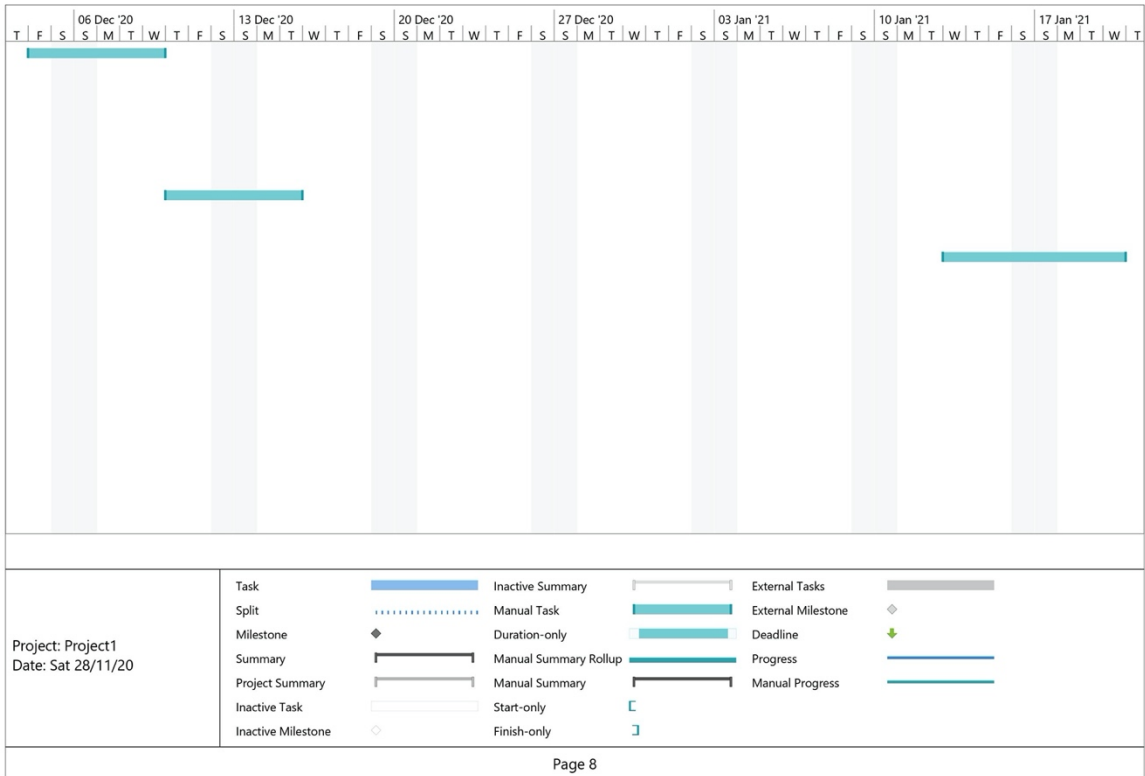 06 Dec '20 13 Dec '20 20 Dec '20 27 Dec '20 03 Jan '21 10 Jan '21 17 Jan '21
T F S S M T W T F S S M T W T F S S M T W T F S S M T W T F S S M T W T F S S M T W T F S S M T W T
Project: Project1
Date: Sat 28/11/20
Task
Split
Milestone
Summary
Project Summary
Inactive Task
Inactive Milestone
Inactive Summary
Manual Task
Duration-only
Manual Summary Rollup
Manual Summary
Start-only
Finish-only
External Tasks
External Milestone
Deadline
Progress
Manual Progress
Page 8